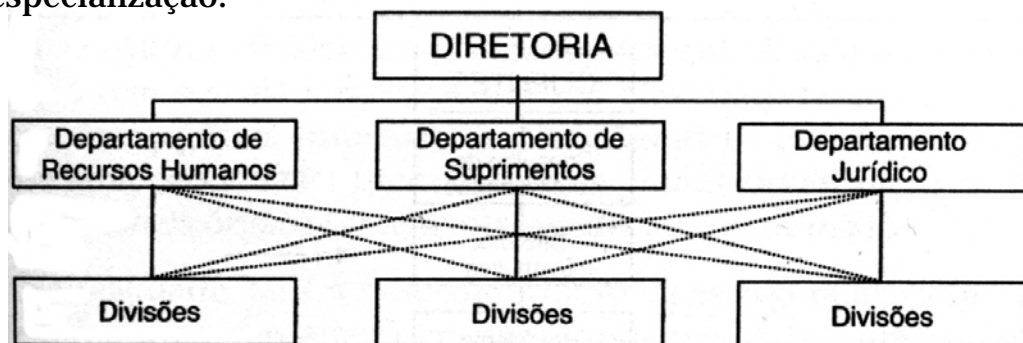 especialização.
DIRETORIA
Departamento de
Recursos Humanos
Departamento de
Suprimentos
Departamento
Jurídico
Divisões
Divisões
Divisões